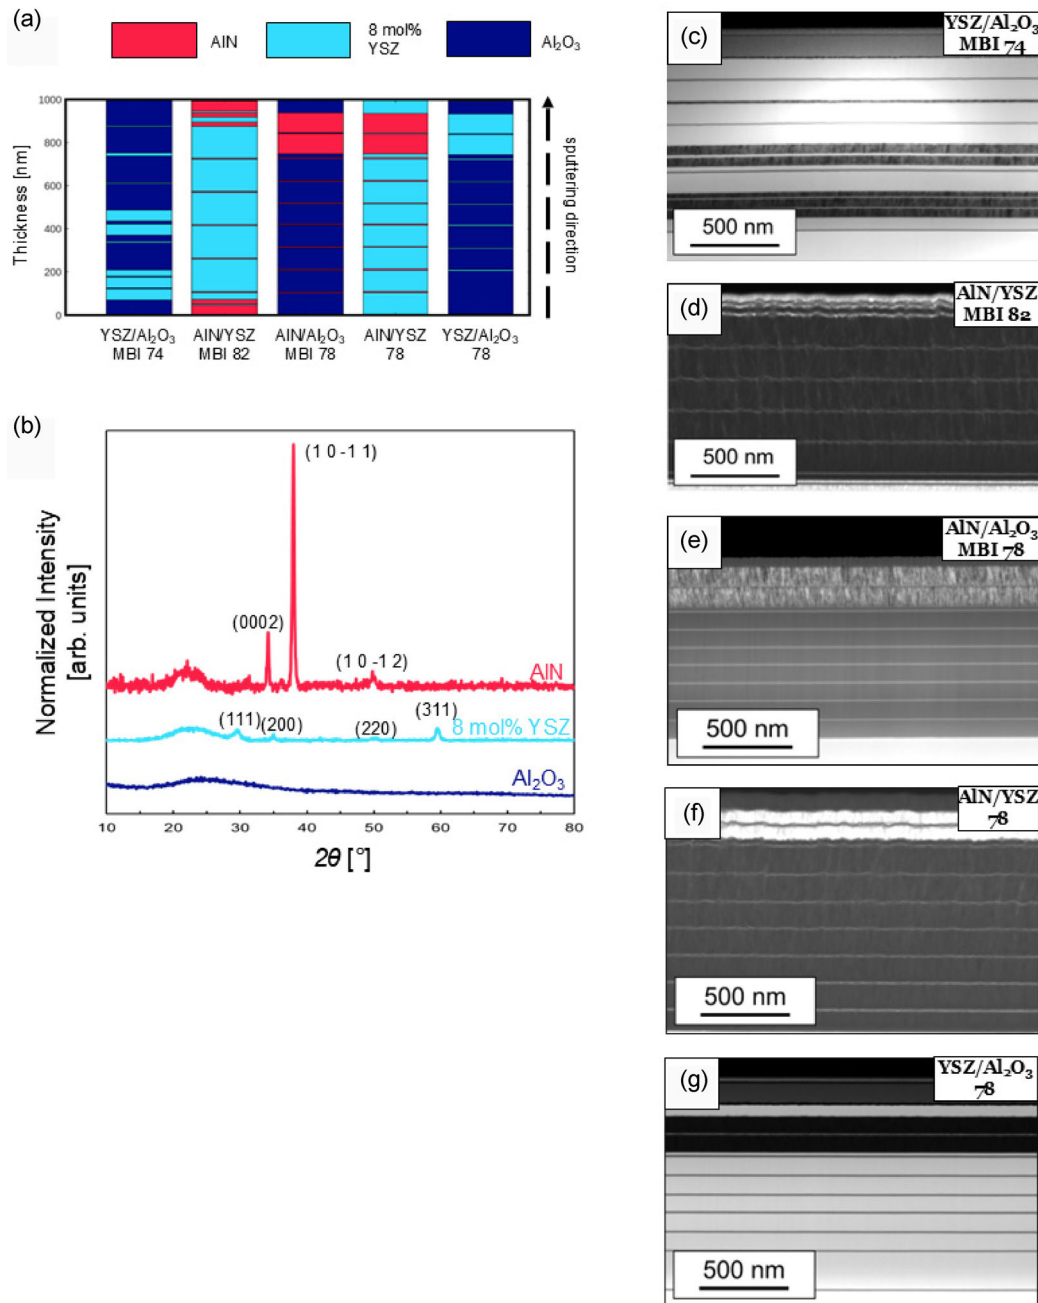 (a)
AlN
8 mol%
YSZ
Al₂O₃
Thickness [nm]
1000
800
600
400
200
0
sputtering direction
YSZ/Al₂O₃
MBI 74
AlN/YSZ
MBI 82
AlN/Al₂O₃
MBI 78
AlN/YSZ
78
YSZ/Al₂O₃
78
(b)
Normalized Intensity
[arb. units]
(1 0 -1 1)
(0002)
(1 0 -1 2)
AlN
(111)
(200)
(220)
(311)
8 mol% YSZ
Al₂O₃
10
20
30
40
50
60
70
80
2θ [°]
(c)
YSZ/Al₂O₃
MBI 74
500 nm
(d)
AlN/YSZ
MBI 82
500 nm
(e)
AlN/Al₂O₃
MBI 78
500 nm
(f)
AlN/YSZ
78
500 nm
(g)
YSZ/Al₂O₃
78
500 nm